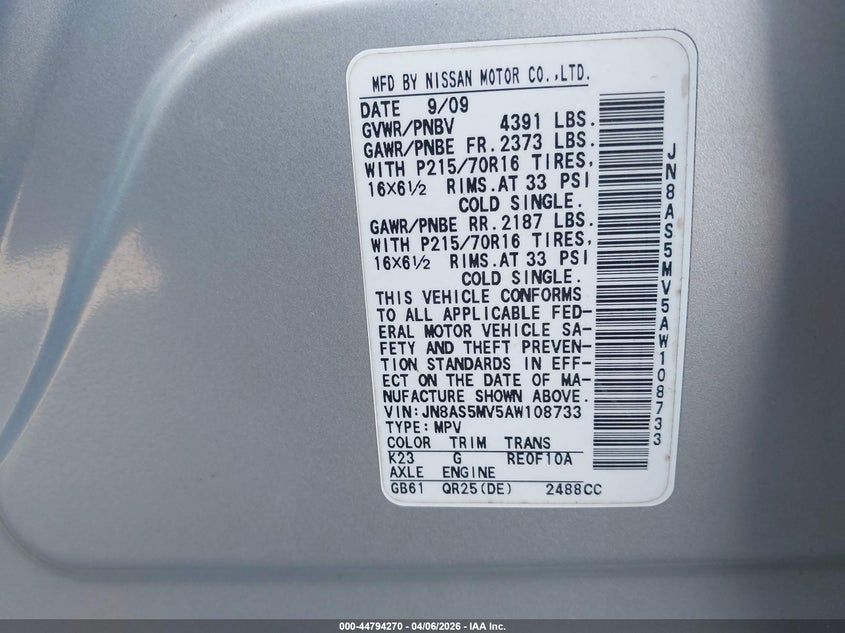 MFD BY NISSAN MOTOR CO.,LTD.
DATE 9/09
GVWR/PNBV 4391 LBS.
GAWR/PNBE FR. 2373 LBS.
WITH P215/70R16 TIRES,
16X6½ RIMS.AT 33 PSI
COLD SINGLE.
GAWR/PNBE RR. 2187 LBS.
WITH P215/70R16 TIRES,
16X6½ RIMS.AT 33 PSI
COLD SINGLE.
THIS VEHICLE CONFORMS
TO ALL APPLICABLE FED-
ERAL MOTOR VEHICLE SA-
FETY AND THEFT PREVEN-
TION STANDARDS IN EFF-
ECT ON THE DATE OF MA-
NUFACTURE SHOWN ABOVE.
VIN:JN8AS5MV5AW108733
TYPE:MPV
COLOR TRIM TRANS
K23 G RE0F10A
AXLE ENGINE
GB61 QR25(DE) 2488CC
JN8AS5MV5AW108733
000-44794270 - 04/06/2026 - IAA Inc.